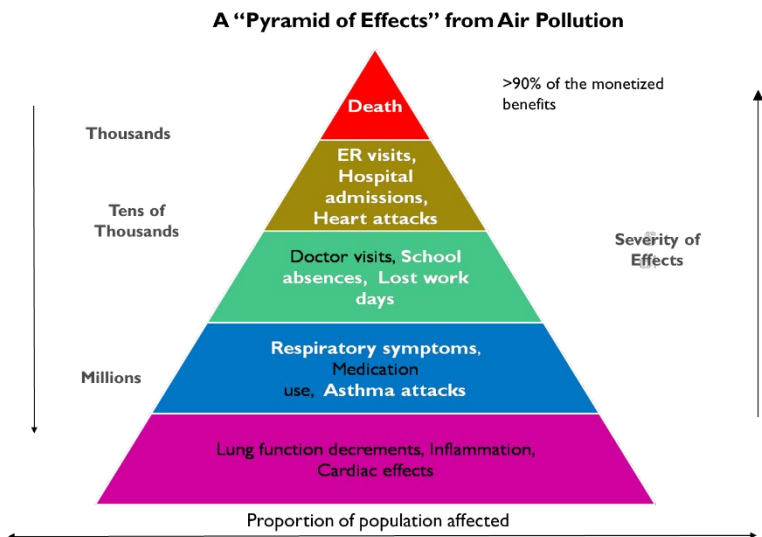 A “Pyramid of Effects” from Air Pollution
>90% of the monetized
benefits
Death
Thousands
ER visits,
Hospital
admissions,
Heart attacks
Tens of
Thousands
Severity of
Effects
Doctor visits, School
absences, Lost work
days
Respiratory symptoms,
Medication
use, Asthma attacks
Millions
Lung function decrements, Inflammation,
Cardiac effects
Proportion of population affected